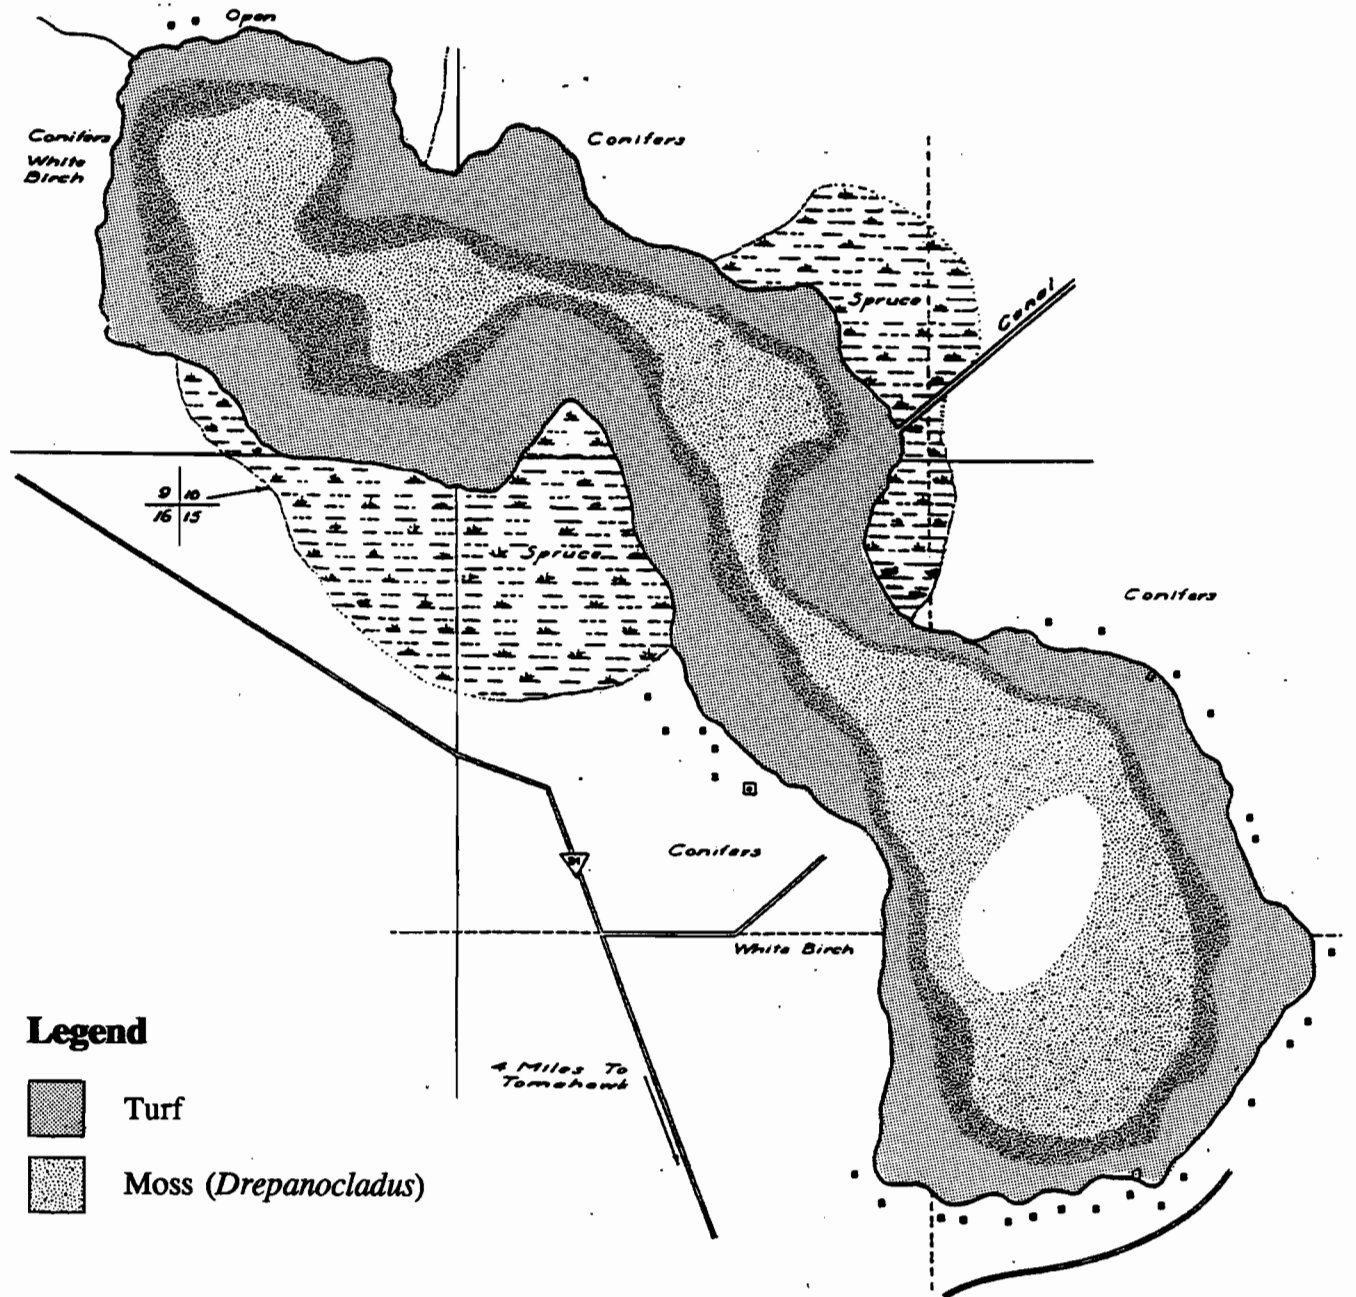 Open
Conifers
White
Birch
Conifers
Spruce
Canal
9 10
16 15
Spruce
Conifers
Conifers
White Birch
4 Miles To
Tomahawk
Legend
Turf
Moss (Drepanocladus)